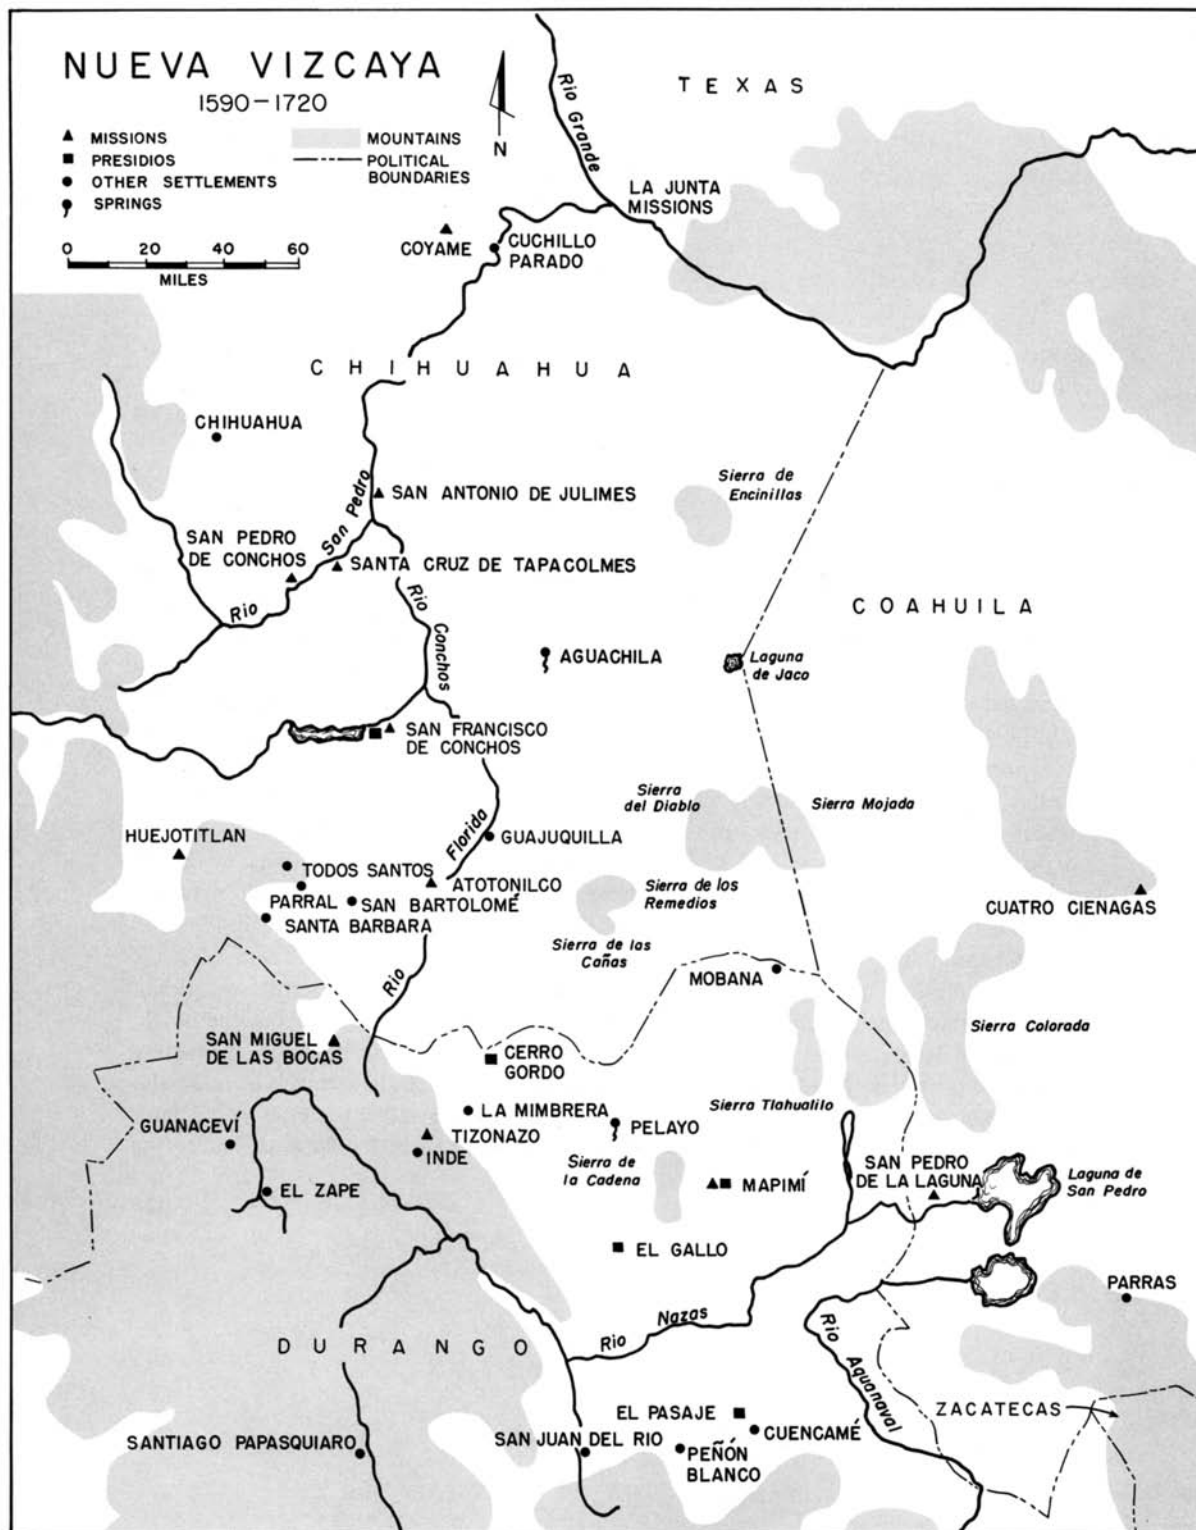 NUEVA VIZCAYA
1590-1720
MISSIONS
PRESIDIOS
OTHER SETTLEMENTS
SPRINGS
MOUNTAINS
POLITICAL
BOUNDARIES
0 20 40 60
MILES
N
TEXAS
Rio Grande
LA JUNTA
MISSIONS
COYAME
CUCHILLO
PARADO
CHIHUAHUA
CHIHUAHUA
SAN ANTONIO DE JULIMES
Sierra de
Encinillas
SAN PEDRO
DE CONCHOS
Rio San Pedro
SANTA CRUZ DE TAPACOLMES
Rio Conchos
COAHUILA
AGUACHILA
Laguna
de Jaco
SAN FRANCISCO
DE CONCHOS
Sierra
del Diablo
Sierra Mojada
HUEJOTITLAN
Rio Florida
GUAJUQUILLA
TODOS SANTOS
ATOTONILCO
PARRAL
SAN BARTOLOMÉ
SANTA BARBARA
Sierra de los
Remedios
CUATRO CIENAGAS
Sierra de las
Cañas
MOBANA
SAN MIGUEL
DE LAS BOCAS
CERRO
GORDO
Sierra Colorada
LA MIMBRERA
Sierra Tlahualilo
GUANACEVÍ
TIZONAZO
PELAYO
INDE
Sierra de
la Cadena
SAN PEDRO
DE LA LAGUNA
Laguna de
San Pedro
EL ZAPE
MAPIMÍ
EL GALLO
PARRAS
Rio Nazas
DURANGO
Rio Aquanaval
EL PASAJE
ZACATECAS
SANTIAGO PAPASQUIARO
SAN JUAN DEL RIO
CUENCAMÉ
PEÑÓN
BLANCO